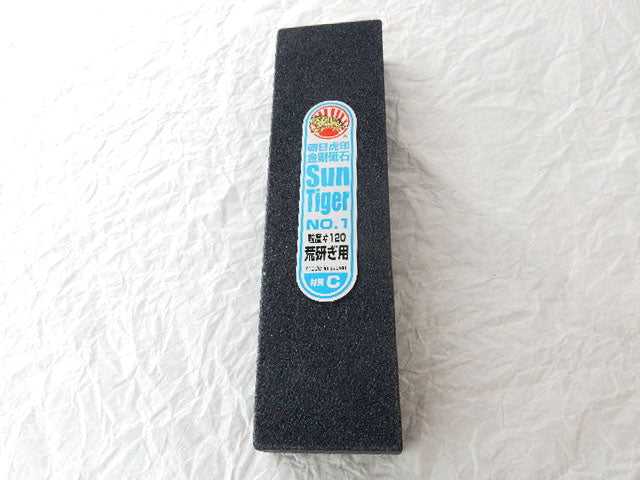 朝日虎印
金剛砥石
Sun
Tiger
NO.1
粒度#120
荒研ぎ用
材質 C